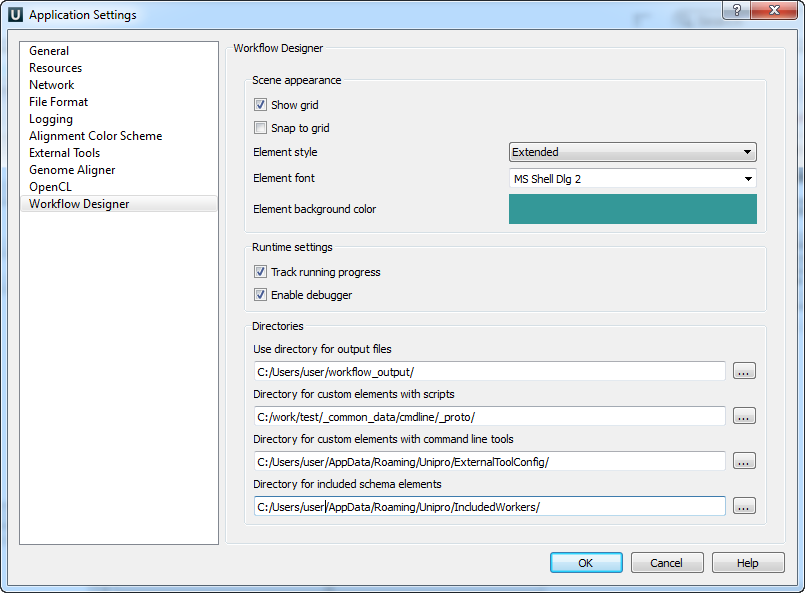 Application Settings
General
Resources
Network
File Format
Logging
Alignment Color Scheme
External Tools
Genome Aligner
OpenCL
Workflow Designer
Workflow Designer
Scene appearance
Show grid
Snap to grid
Element style Extended
Element font MS Shell Dlg 2
Element background color
Runtime settings
Track running progress
Enable debugger
Directories
Use directory for output files
C:/Users/user/workflow_output/ ...
Directory for custom elements with scripts
C:/work/test/_common_data/cmdline/_proto/ ...
Directory for custom elements with command line tools
C:/Users/user/AppData/Roaming/Unipro/ExternalToolConfig/ ...
Directory for included schema elements
C:/Users/user/AppData/Roaming/Unipro/IncludedWorkers/ ...
OK Cancel Help